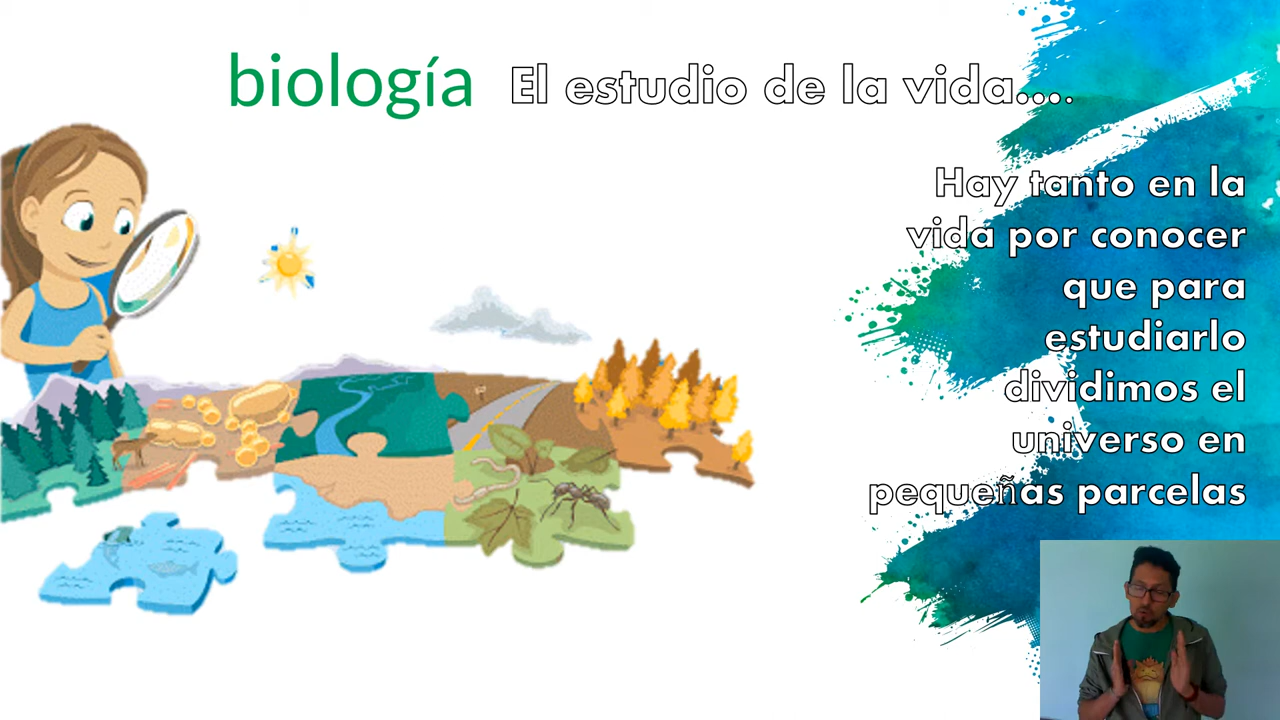 biología El estudio de la vida....
Hay tanto en la
vida por conocer
que para
estudiarlo
dividimos el
universo en
pequeñas parcelas